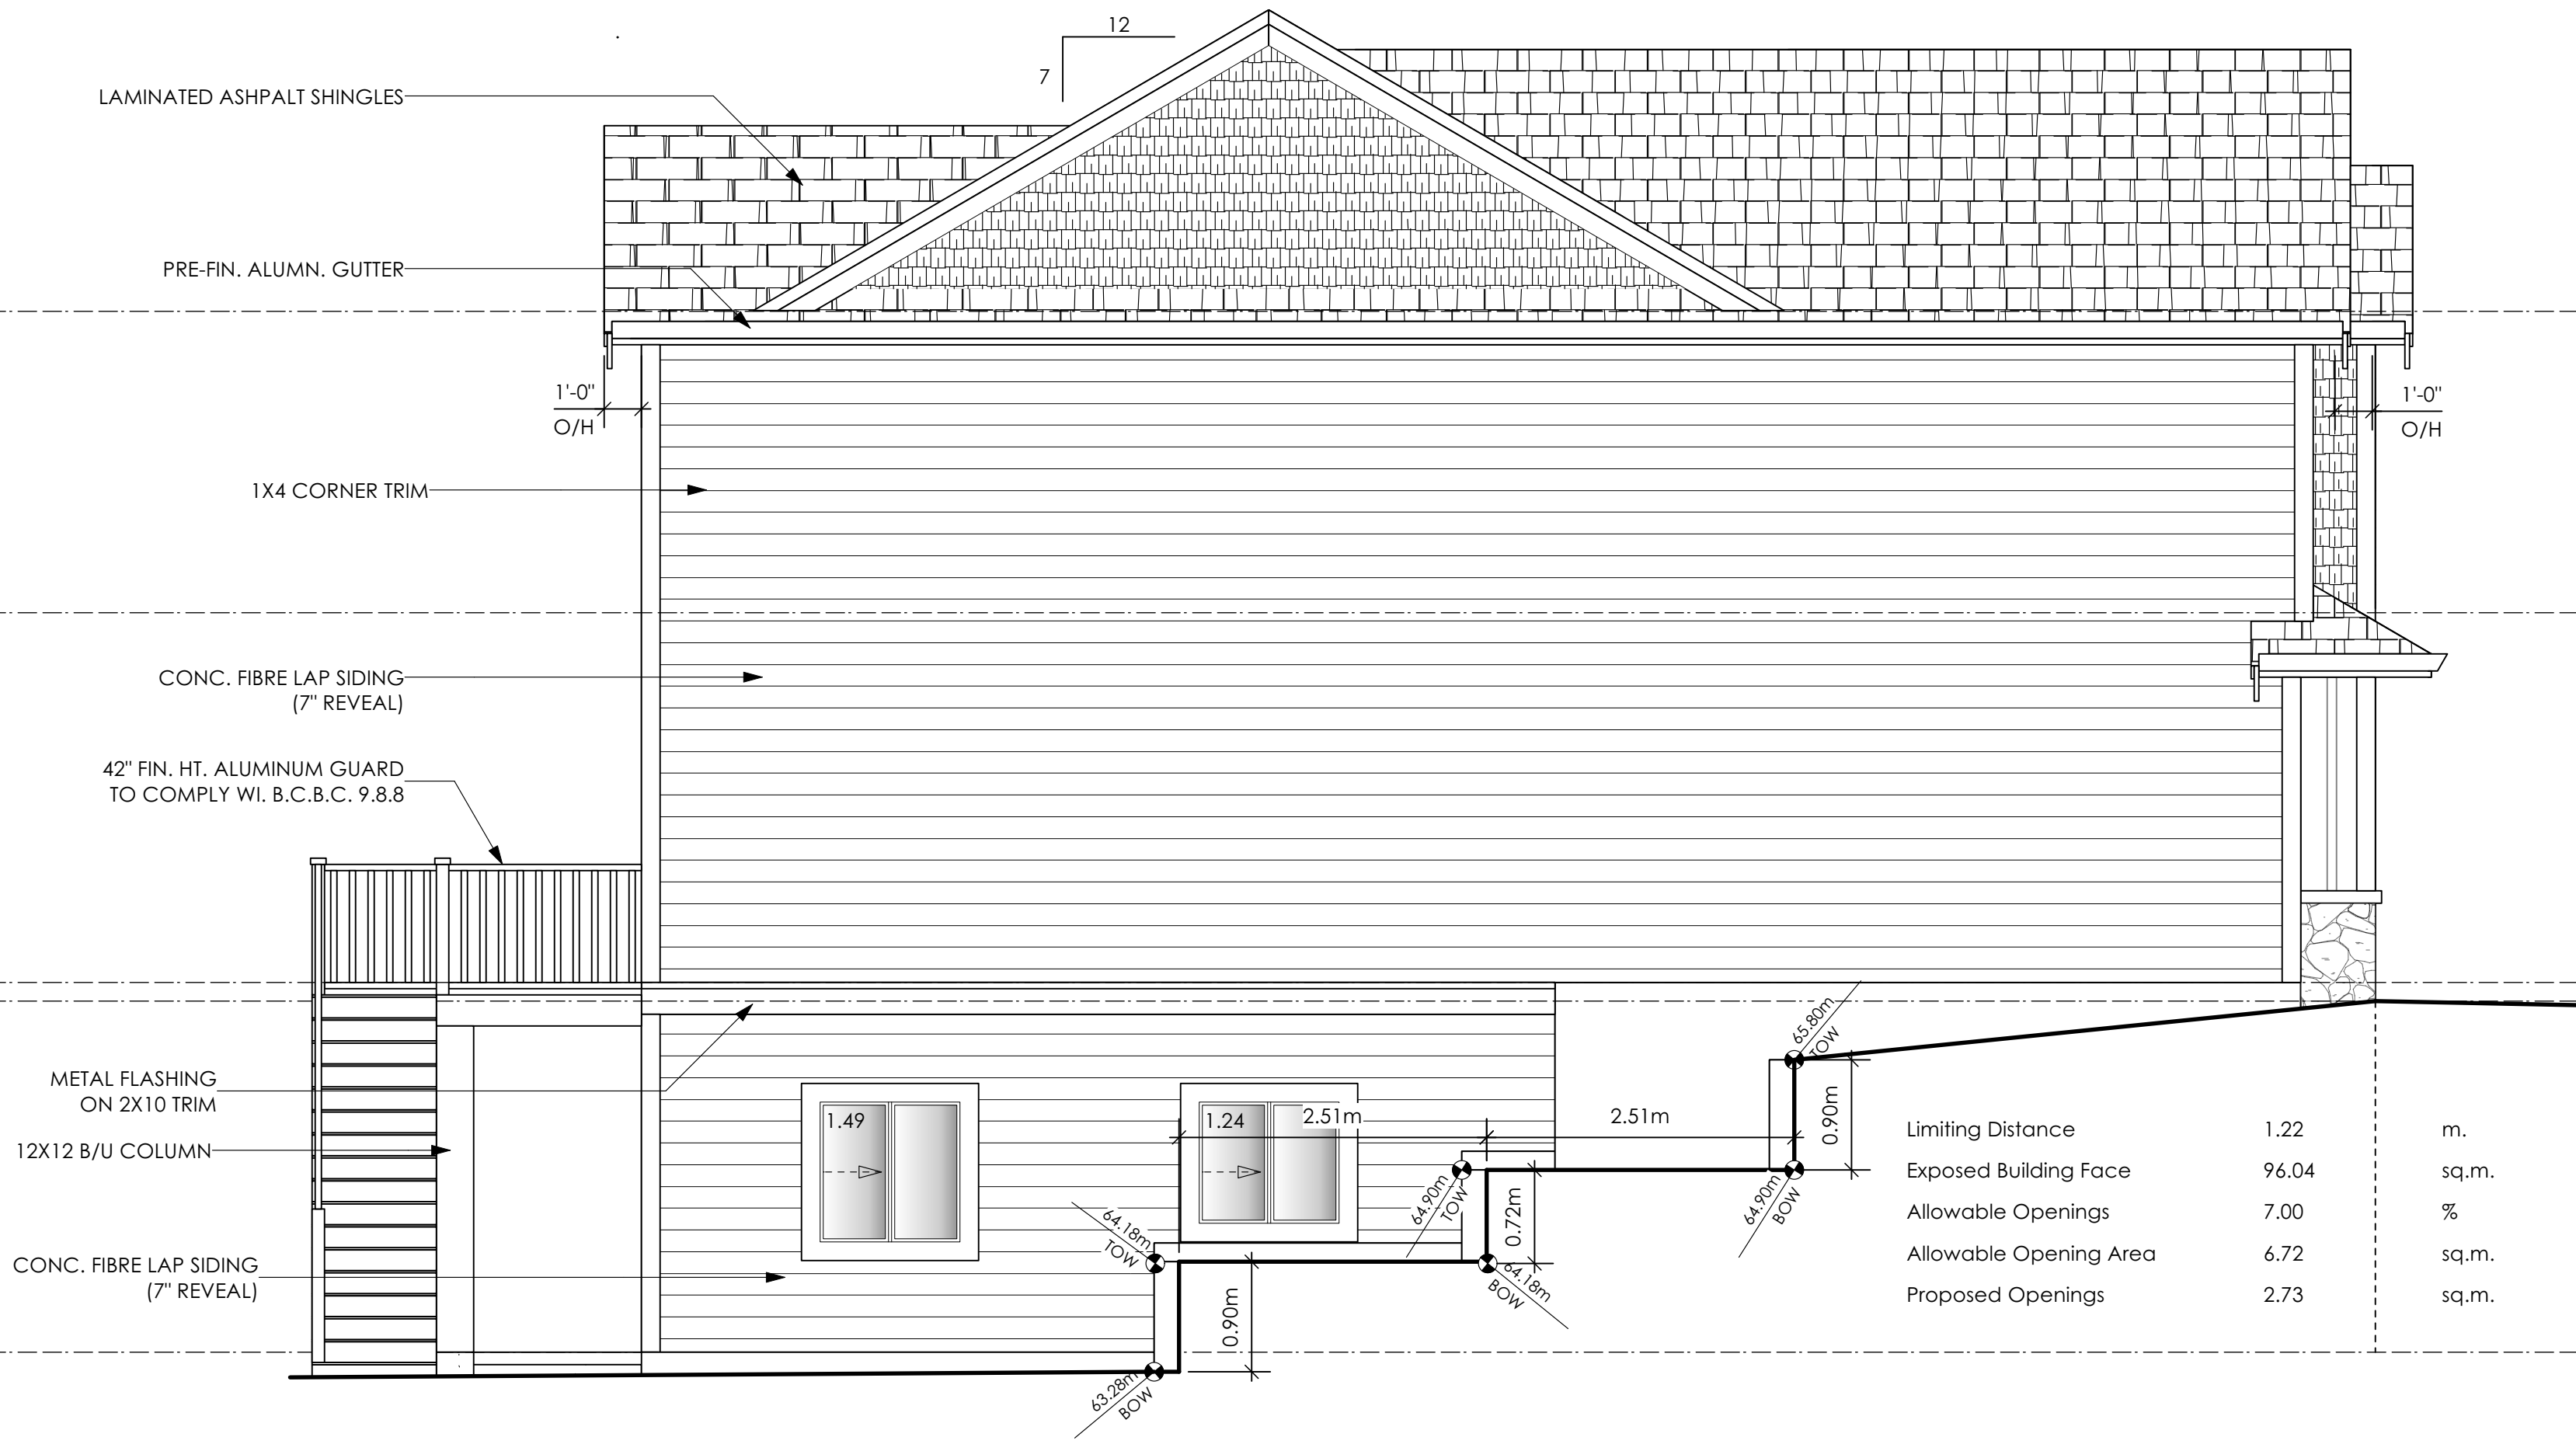 12
7
LAMINATED ASHPALT SHINGLES
PRE-FIN. ALUMN. GUTTER
1'-0"
O/H
1'-0"
O/H
1X4 CORNER TRIM
CONC. FIBRE LAP SIDING
(7" REVEAL)
42" FIN. HT. ALUMINUM GUARD
TO COMPLY WI. B.C.B.C. 9.8.8
METAL FLASHING
ON 2X10 TRIM
12X12 B/U COLUMN
CONC. FIBRE LAP SIDING
(7" REVEAL)
1.49
1.24
2.51m
2.51m
65.80m
TOW
0.90m
64.90m
TOW
64.90m
BOW
0.72m
64.18m
TOW
64.18m
BOW
0.90m
63.28m
BOW
Limiting Distance 1.22 m.
Exposed Building Face 96.04 sq.m.
Allowable Openings 7.00 %
Allowable Opening Area 6.72 sq.m.
Proposed Openings 2.73 sq.m.